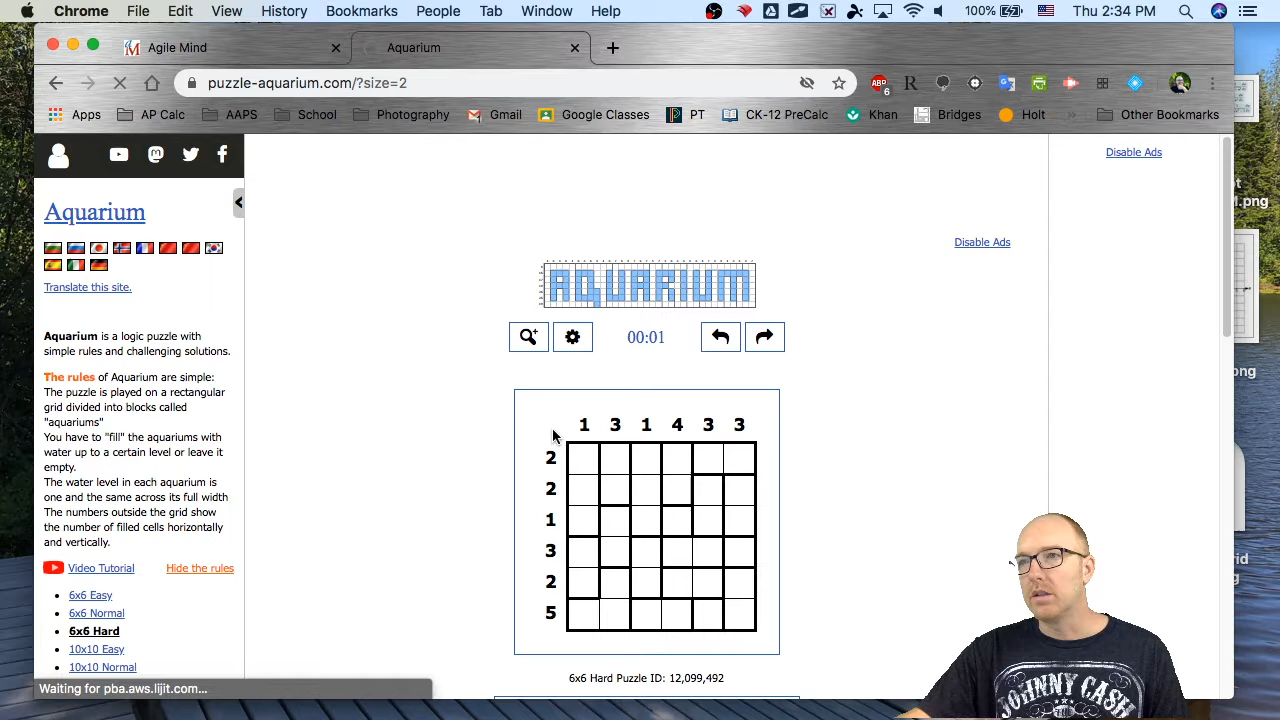 Chrome File Edit View History Bookmarks People Tab Window Help 100% Thu 2:34 PM
Agile Mind Aquarium
puzzle-aquarium.com/?size=2
ABP 6 R
Apps AP Calc AAPS School Photography Gmail Google Classes PT CK-12 PreCalc Khan Bridges Holt » Other Bookmarks
Disable Ads
Aquarium
Disable Ads
Translate this site.
AQUARIUM
Aquarium is a logic puzzle with
simple rules and challenging solutions.
00:01
The rules of Aquarium are simple:
The puzzle is played on a rectangular
grid divided into blocks called
"aquariums"
You have to "fill" the aquariums with
water up to a certain level or leave it
empty.
The water level in each aquarium is
one and the same across its full width
The numbers outside the grid show
the number of filled cells horizontally
and vertically.
Video Tutorial Hide the rules
6x6 Easy
6x6 Normal
6x6 Hard
10x10 Easy
10x10 Normal
1 3 1 4 3 3
2
2
1
3
2
5
6x6 Hard Puzzle ID: 12,099,492
Waiting for pba.aws.lijit.com...
JOHNNY CASH
.png
png